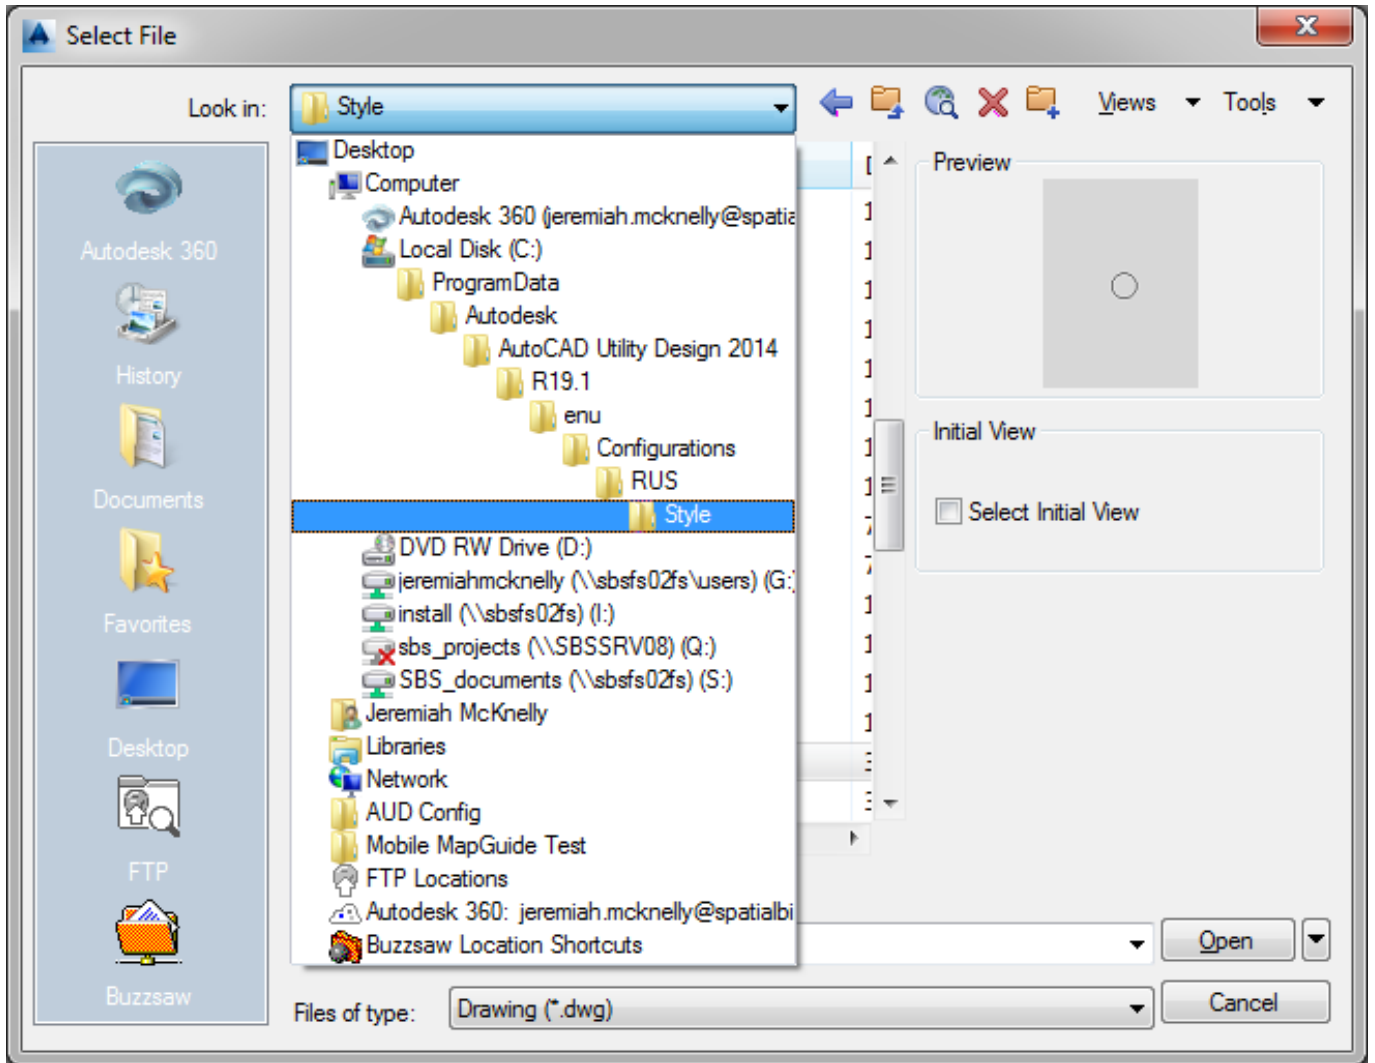 Select File
Look in:
Style
Views
Tools
Autodesk 360
History
Documents
Favorites
Desktop
FTP
Buzzsaw
Desktop
Computer
Autodesk 360 (jeremiah.mcknelly@spatia
Local Disk (C:)
ProgramData
Autodesk
AutoCAD Utility Design 2014
R19.1
enu
Configurations
RUS
Style
DVD RW Drive (D:)
jeremiahmcknelly (\\sbsfs02fs\users) (G:)
install (\\sbsfs02fs) (I:)
sbs_projects (\\SBSSRV08) (Q:)
SBS_documents (\\sbsfs02fs) (S:)
Jeremiah McKnelly
Libraries
Network
AUD Config
Mobile MapGuide Test
FTP Locations
Autodesk 360: jeremiah.mcknelly@spatialbi
Buzzsaw Location Shortcuts
Preview
Initial View
Select Initial View
Open
Files of type:
Drawing (*.dwg)
Cancel